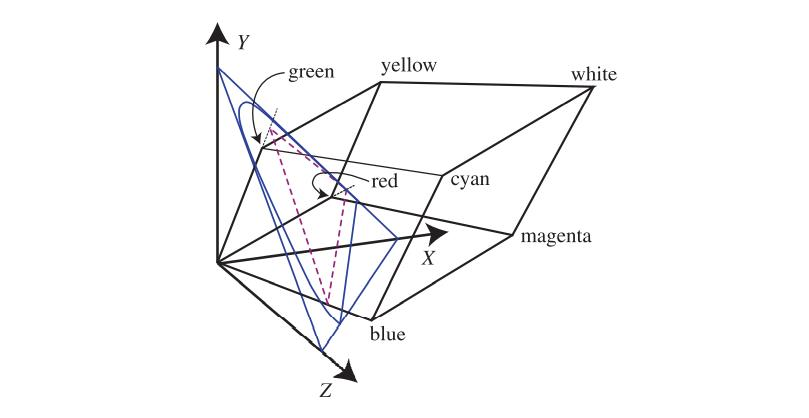 Y
yellow
green
white
red
cyan
magenta
X
blue
Z